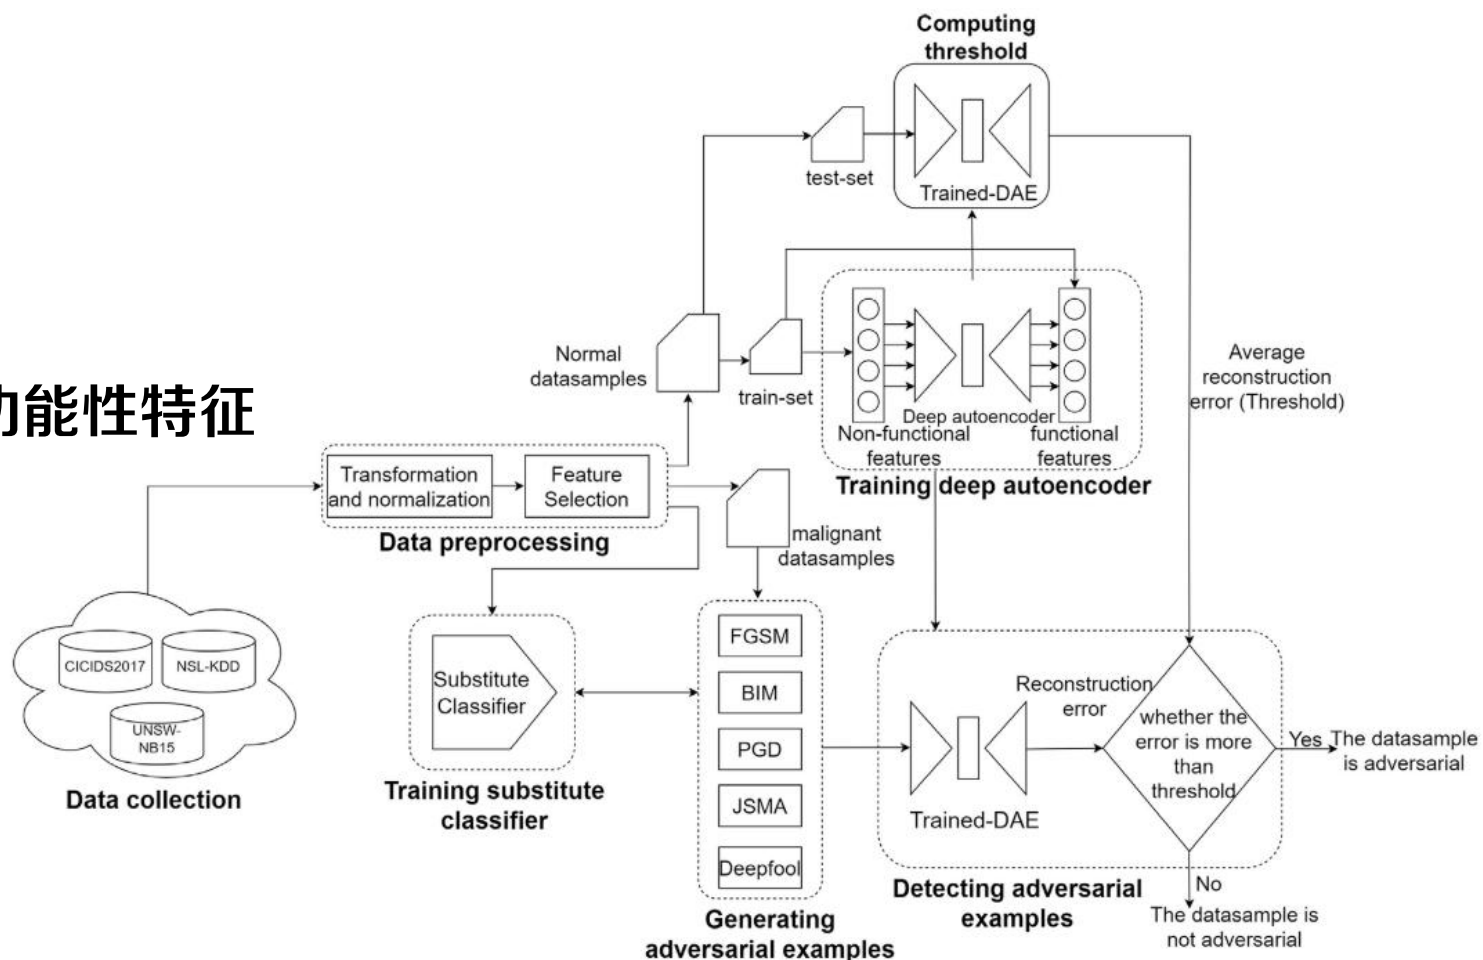 Computing
threshold
test-set
Trained-DAE
Normal
datasamples
train-set
Deep autoencoder
Non-functional
features
functional
features
Training deep autoencoder
Average
reconstruction
error (Threshold)
功能性特征
Transformation
and normalization
Feature
Selection
Data preprocessing
malignant
datasamples
CICIDS2017
NSL-KDD
UNSW-
NB15
Data collection
Substitute
Classifier
Training substitute
classifier
FGSM
BIM
PGD
JSMA
Deepfool
Generating
adversarial examples
Trained-DAE
Reconstruction
error
whether the
error is more
than
threshold
Yes
The datasample
is adversarial
No
The datasample is
not adversarial
Detecting adversarial
examples